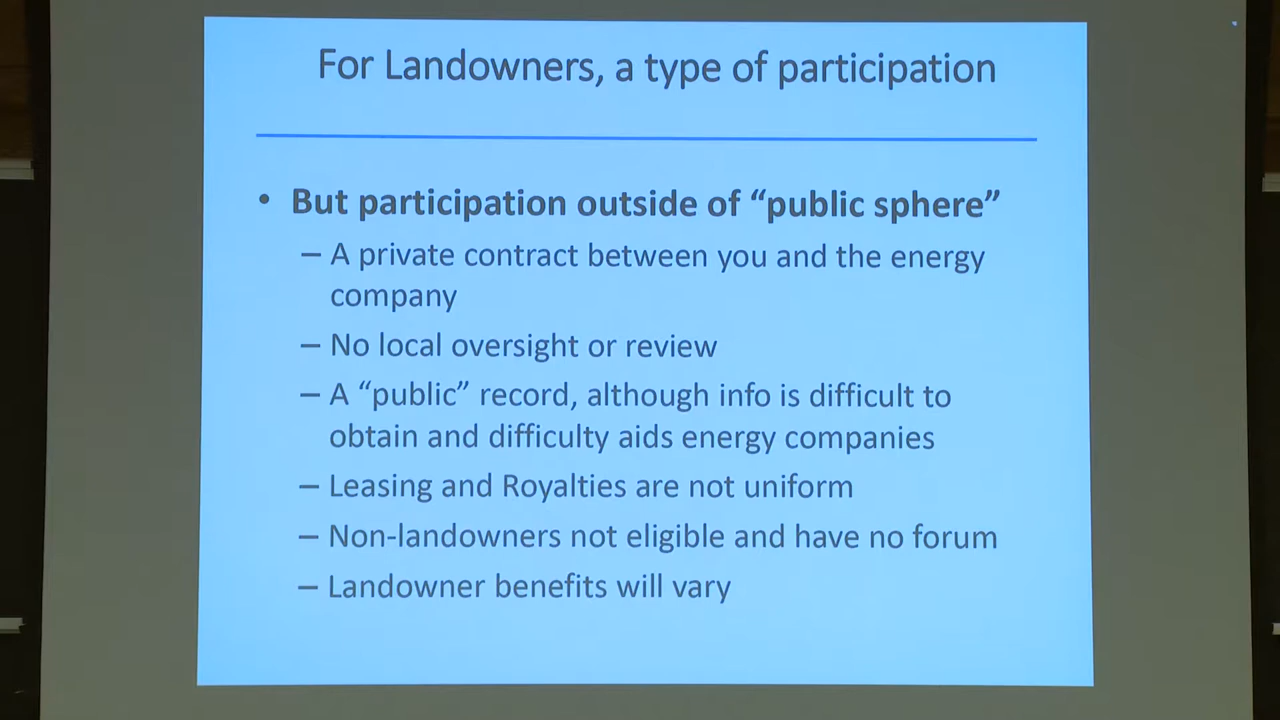 For Landowners, a type of participation
• But participation outside of “public sphere”
– A private contract between you and the energy
company
– No local oversight or review
– A “public” record, although info is difficult to
obtain and difficulty aids energy companies
– Leasing and Royalties are not uniform
– Non-landowners not eligible and have no forum
– Landowner benefits will vary